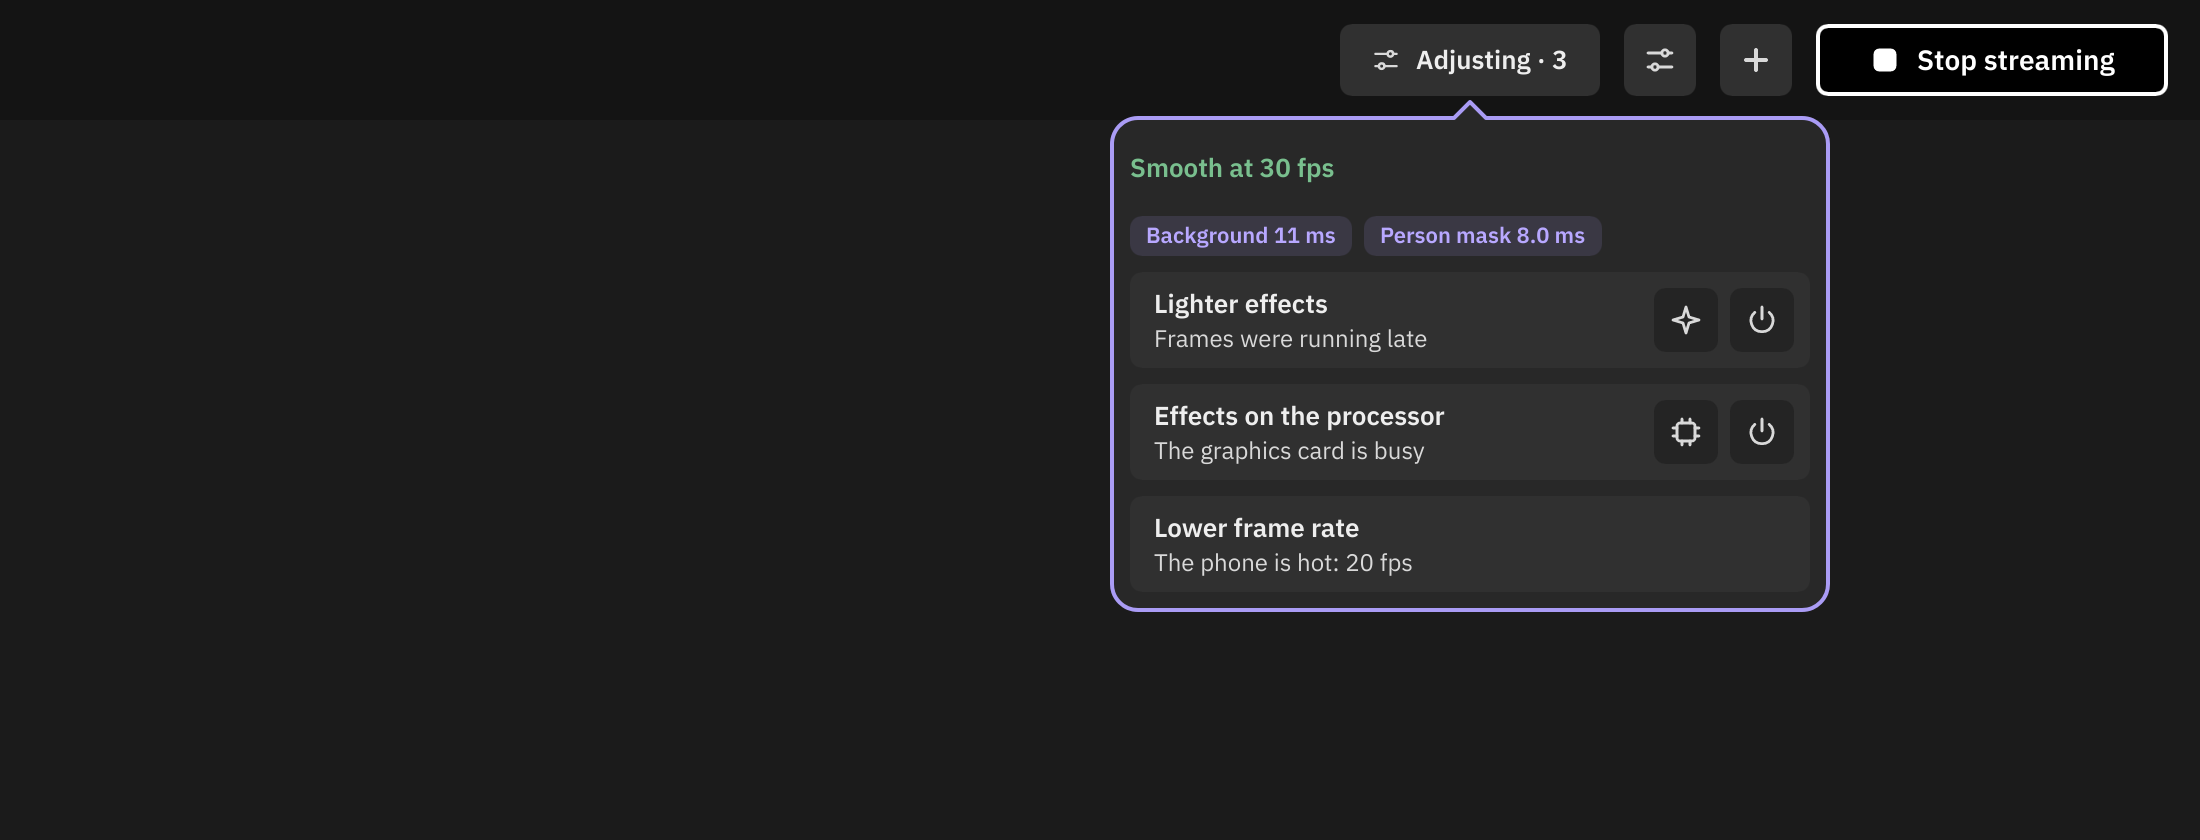 Adjusting · 3
Stop streaming
Smooth at 30 fps
Background 11 ms
Person mask 8.0 ms
Lighter effects
Frames were running late
Effects on the processor
The graphics card is busy
Lower frame rate
The phone is hot: 20 fps